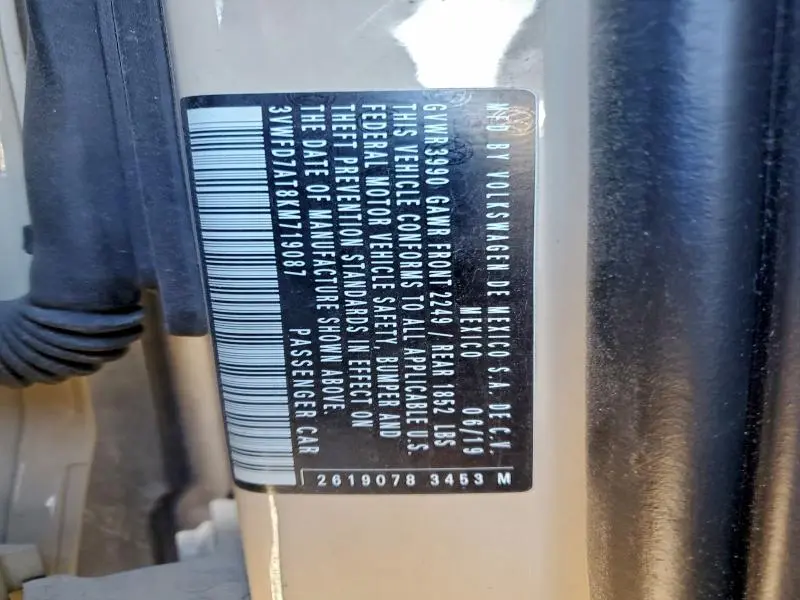 MFD BY VOLKSWAGEN DE MEXICO S.A. DE C.V.
MEXICO 06/19
GVWR3990 GAWR FRONT 2249 / REAR 1852 LBS
THIS VEHICLE CONFORMS TO ALL APPLICABLE U.S.
FEDERAL MOTOR VEHICLE SAFETY, BUMPER AND
THEFT PREVENTION STANDARDS IN EFFECT ON
THE DATE OF MANUFACTURE SHOWN ABOVE.
3VWFD7AT8KM719087 PASSENGER CAR
2619078 3453 M